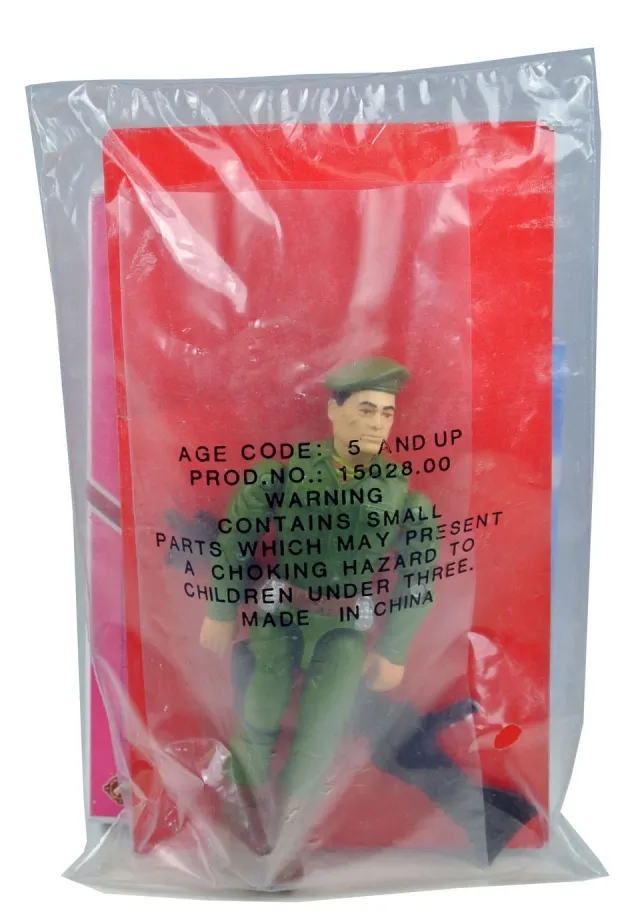 AGE CODE: 5 AND UP
PROD.NO.: 15028.00
WARNING
CONTAINS SMALL
PARTS WHICH MAY PRESENT
A CHOKING HAZARD TO
CHILDREN UNDER THREE.
MADE IN CHINA